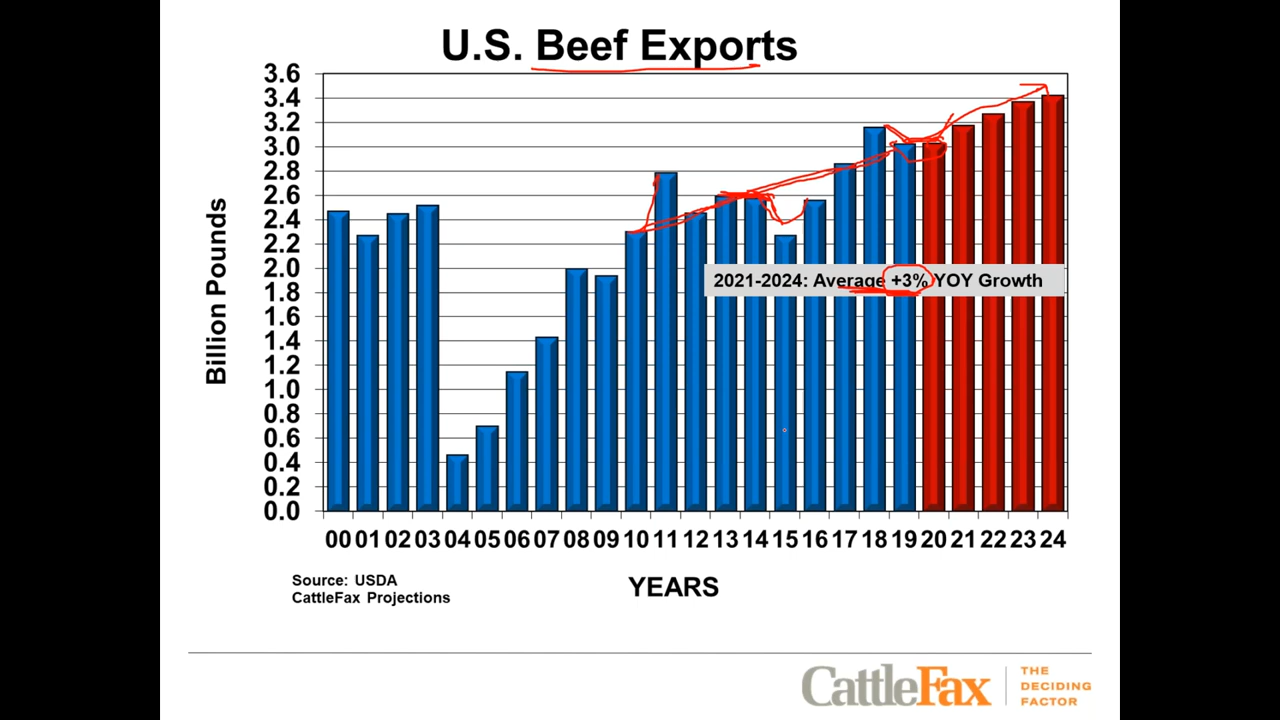 U.S. Beef Exports
3.6
3.4
3.2
3.0
2.8
2.6
2.4
2.2
2.0
1.8
1.6
1.4
1.2
1.0
0.8
0.6
0.4
0.2
0.0
Billion Pounds
2021-2024: Average +3% YOY Growth
00 01 02 03 04 05 06 07 08 09 10 11 12 13 14 15 16 17 18 19 20 21 22 23 24
YEARS
Source: USDA
CattleFax Projections
CattleFax
THE
DECIDING
FACTOR